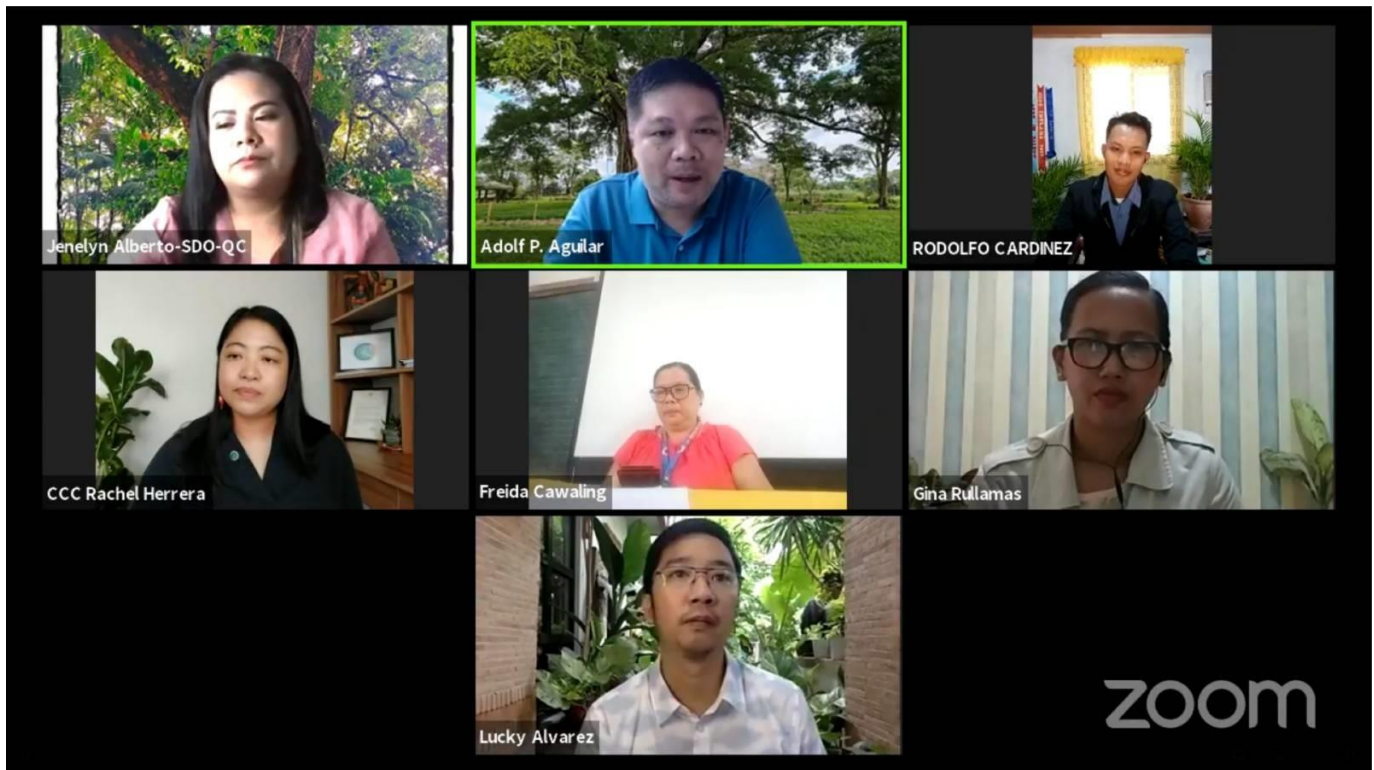 Jenelyn Alberto-SDO-QC
Adolf P. Aguilar
RODOLFO CARDINEZ
CCC Rachel Herrera
Freida Cawaling
Gina Rullamas
Lucky Alvarez
zoom